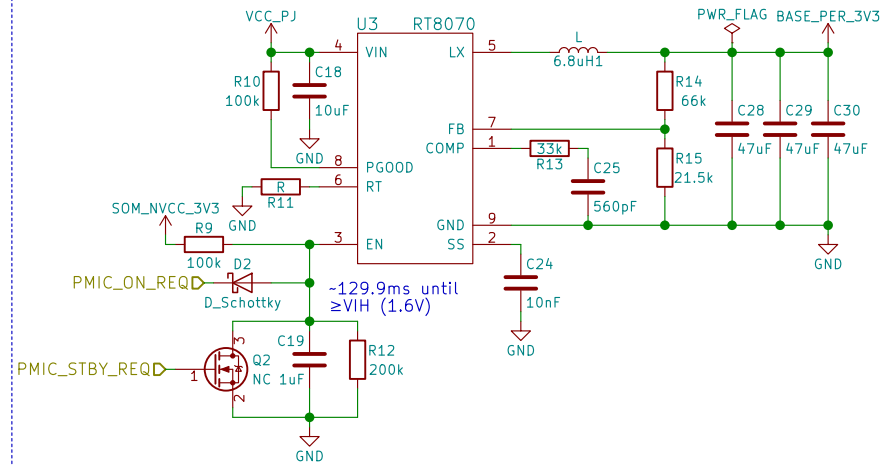 VCC_PJ
U3
RT8070
PWR_FLAG
BASE_PER_3V3
4
VIN
LX
5
L
6.8uH1
R10
100k
C18
10uF
GND
R14
66k
C28
47uF
C29
47uF
C30
47uF
FB
7
COMP
1
33k
R13
C25
560pF
R15
21.5k
8
PGOOD
6
RT
R
R11
GND
SOM_NVCC_3V3
R9
100k
3
EN
GND
9
SS
2
GND
C24
10nF
GND
PMIC_ON_REQ
D2
D_Schottky
~129.9ms until
≥VIH (1.6V)
PMIC_STBY_REQ
1
3
2
Q2
NC
C19
1uF
R12
200k
GND